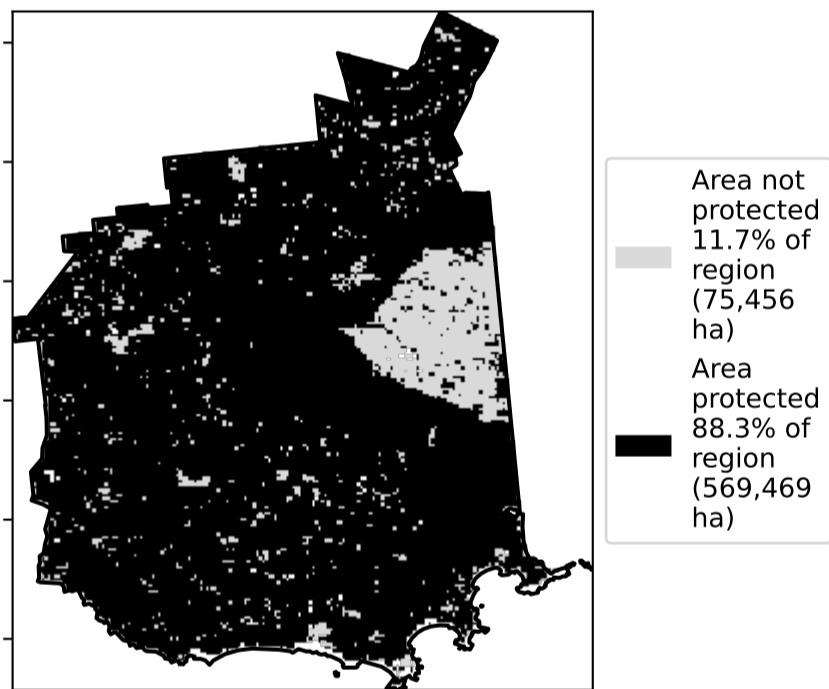 Area not
protected
11.7% of
region
(75,456
ha)
Area
protected
88.3% of
region
(569,469
ha)